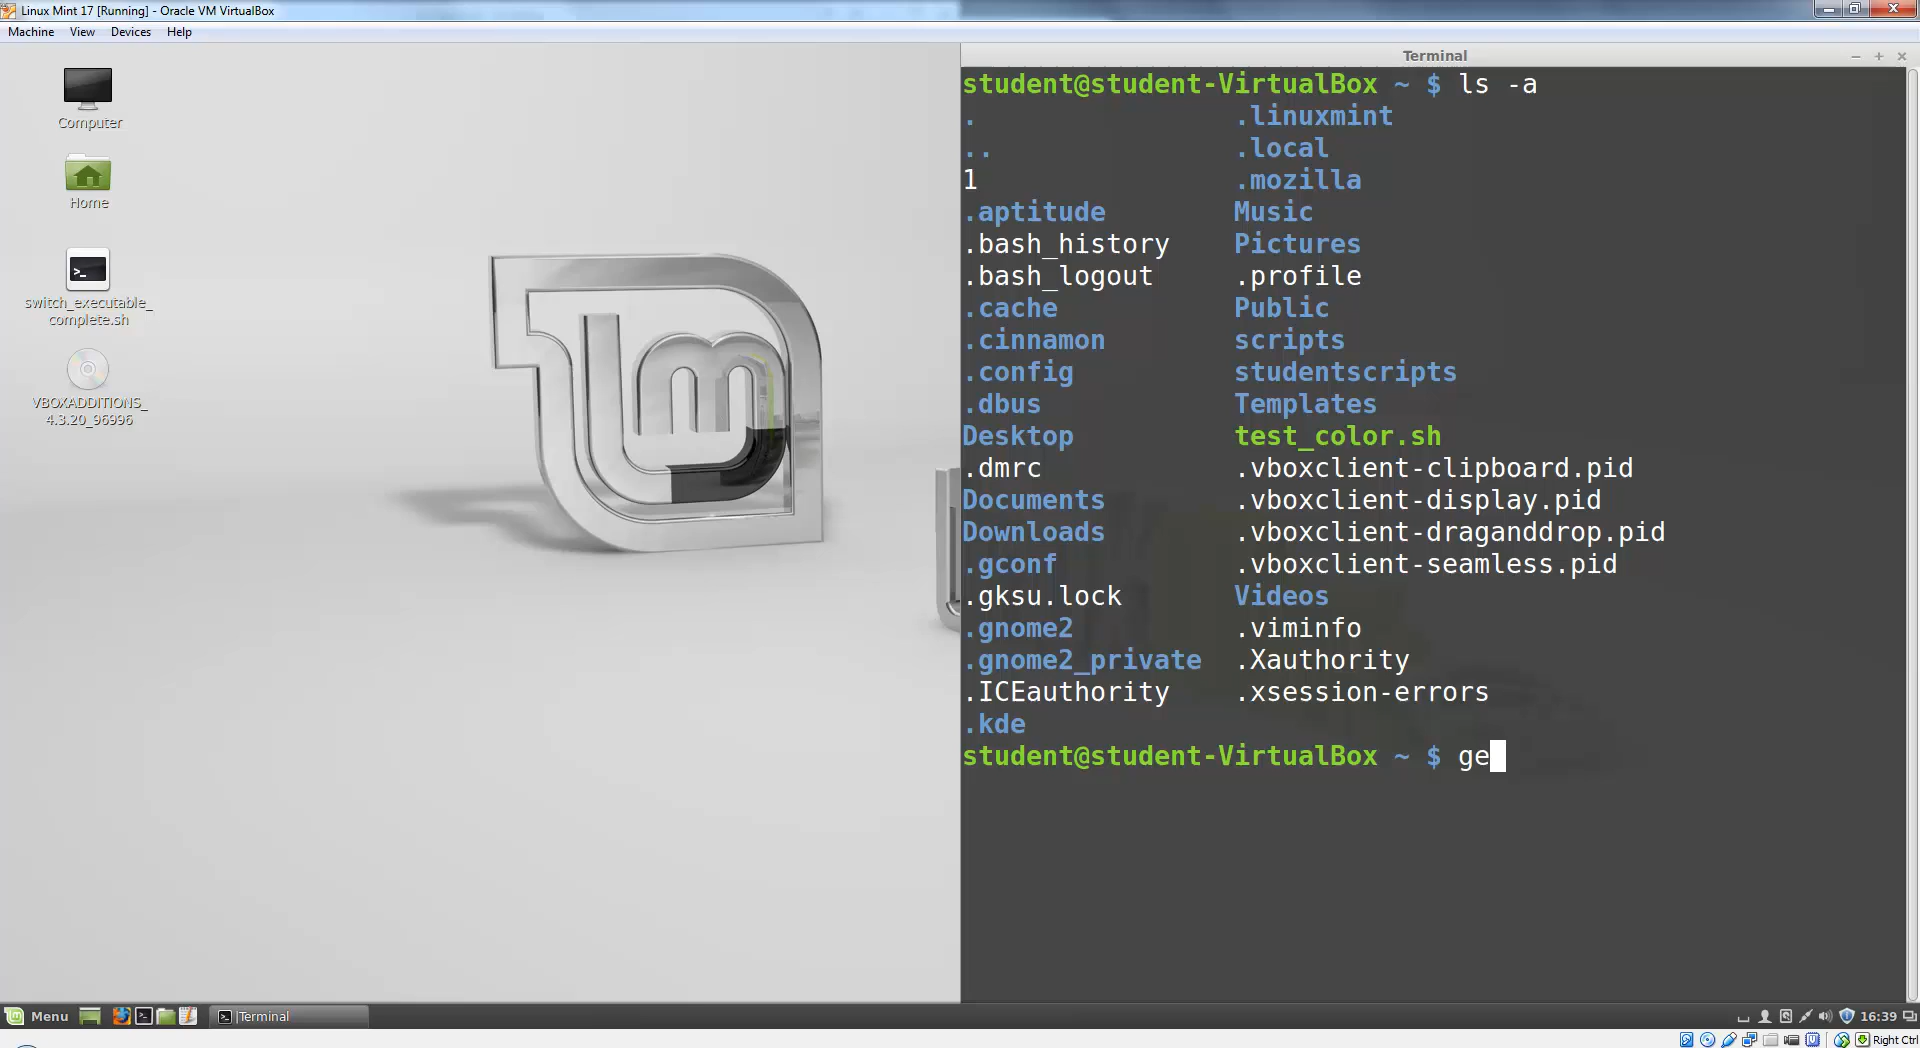 Linux Mint 17 [Running] - Oracle VM VirtualBox
Machine View Devices Help
Computer
Home
switch_executable_
complete.sh
VBOXADDITIONS_
4.3.20_96996
Terminal
student@student-VirtualBox ~ $ ls -a
. .linuxmint
.. .local
1 .mozilla
.aptitude Music
.bash_history Pictures
.bash_logout .profile
.cache Public
.cinnamon scripts
.config studentscripts
.dbus Templates
Desktop test_color.sh
.dmrc .vboxclient-clipboard.pid
Documents .vboxclient-display.pid
Downloads .vboxclient-draganddrop.pid
.gconf .vboxclient-seamless.pid
.gksu.lock Videos
.gnome2 .viminfo
.gnome2_private .Xauthority
.ICEauthority .xsession-errors
.kde
student@student-VirtualBox ~ $ ge
Menu Terminal 16:39
Right Ctrl